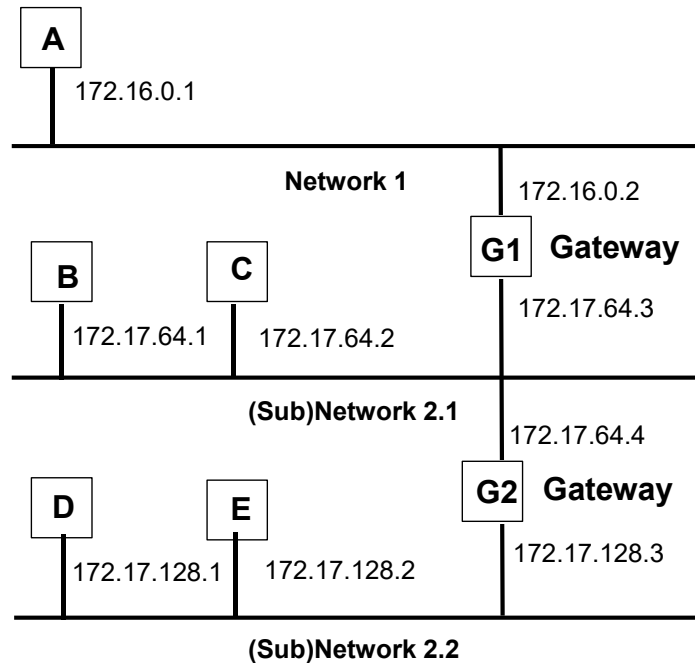 A
172.16.0.1
Network 1
172.16.0.2
G1 Gateway
B
C
172.17.64.3
172.17.64.1
172.17.64.2
(Sub)Network 2.1
172.17.64.4
G2 Gateway
D
E
172.17.128.3
172.17.128.1
172.17.128.2
(Sub)Network 2.2